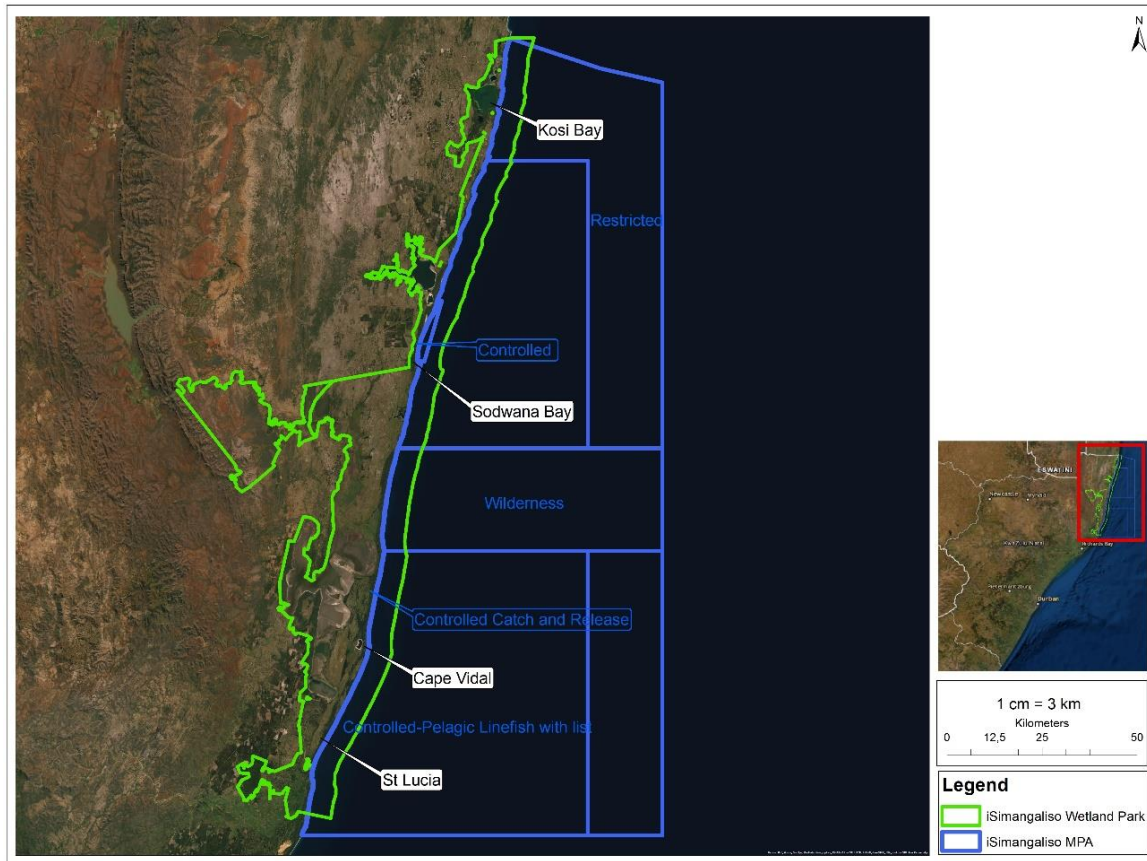 N
Kosi Bay
Restricted
Controlled
Sodwana Bay
Wilderness
Controlled Catch and Release
Cape Vidal
Controlled-Pelagic Linefish with list
St Lucia
Durban
1 cm = 3 km
Kilometers
0 12,5 25 50
Legend
iSimangaliso Wetland Park
iSimangaliso MPA